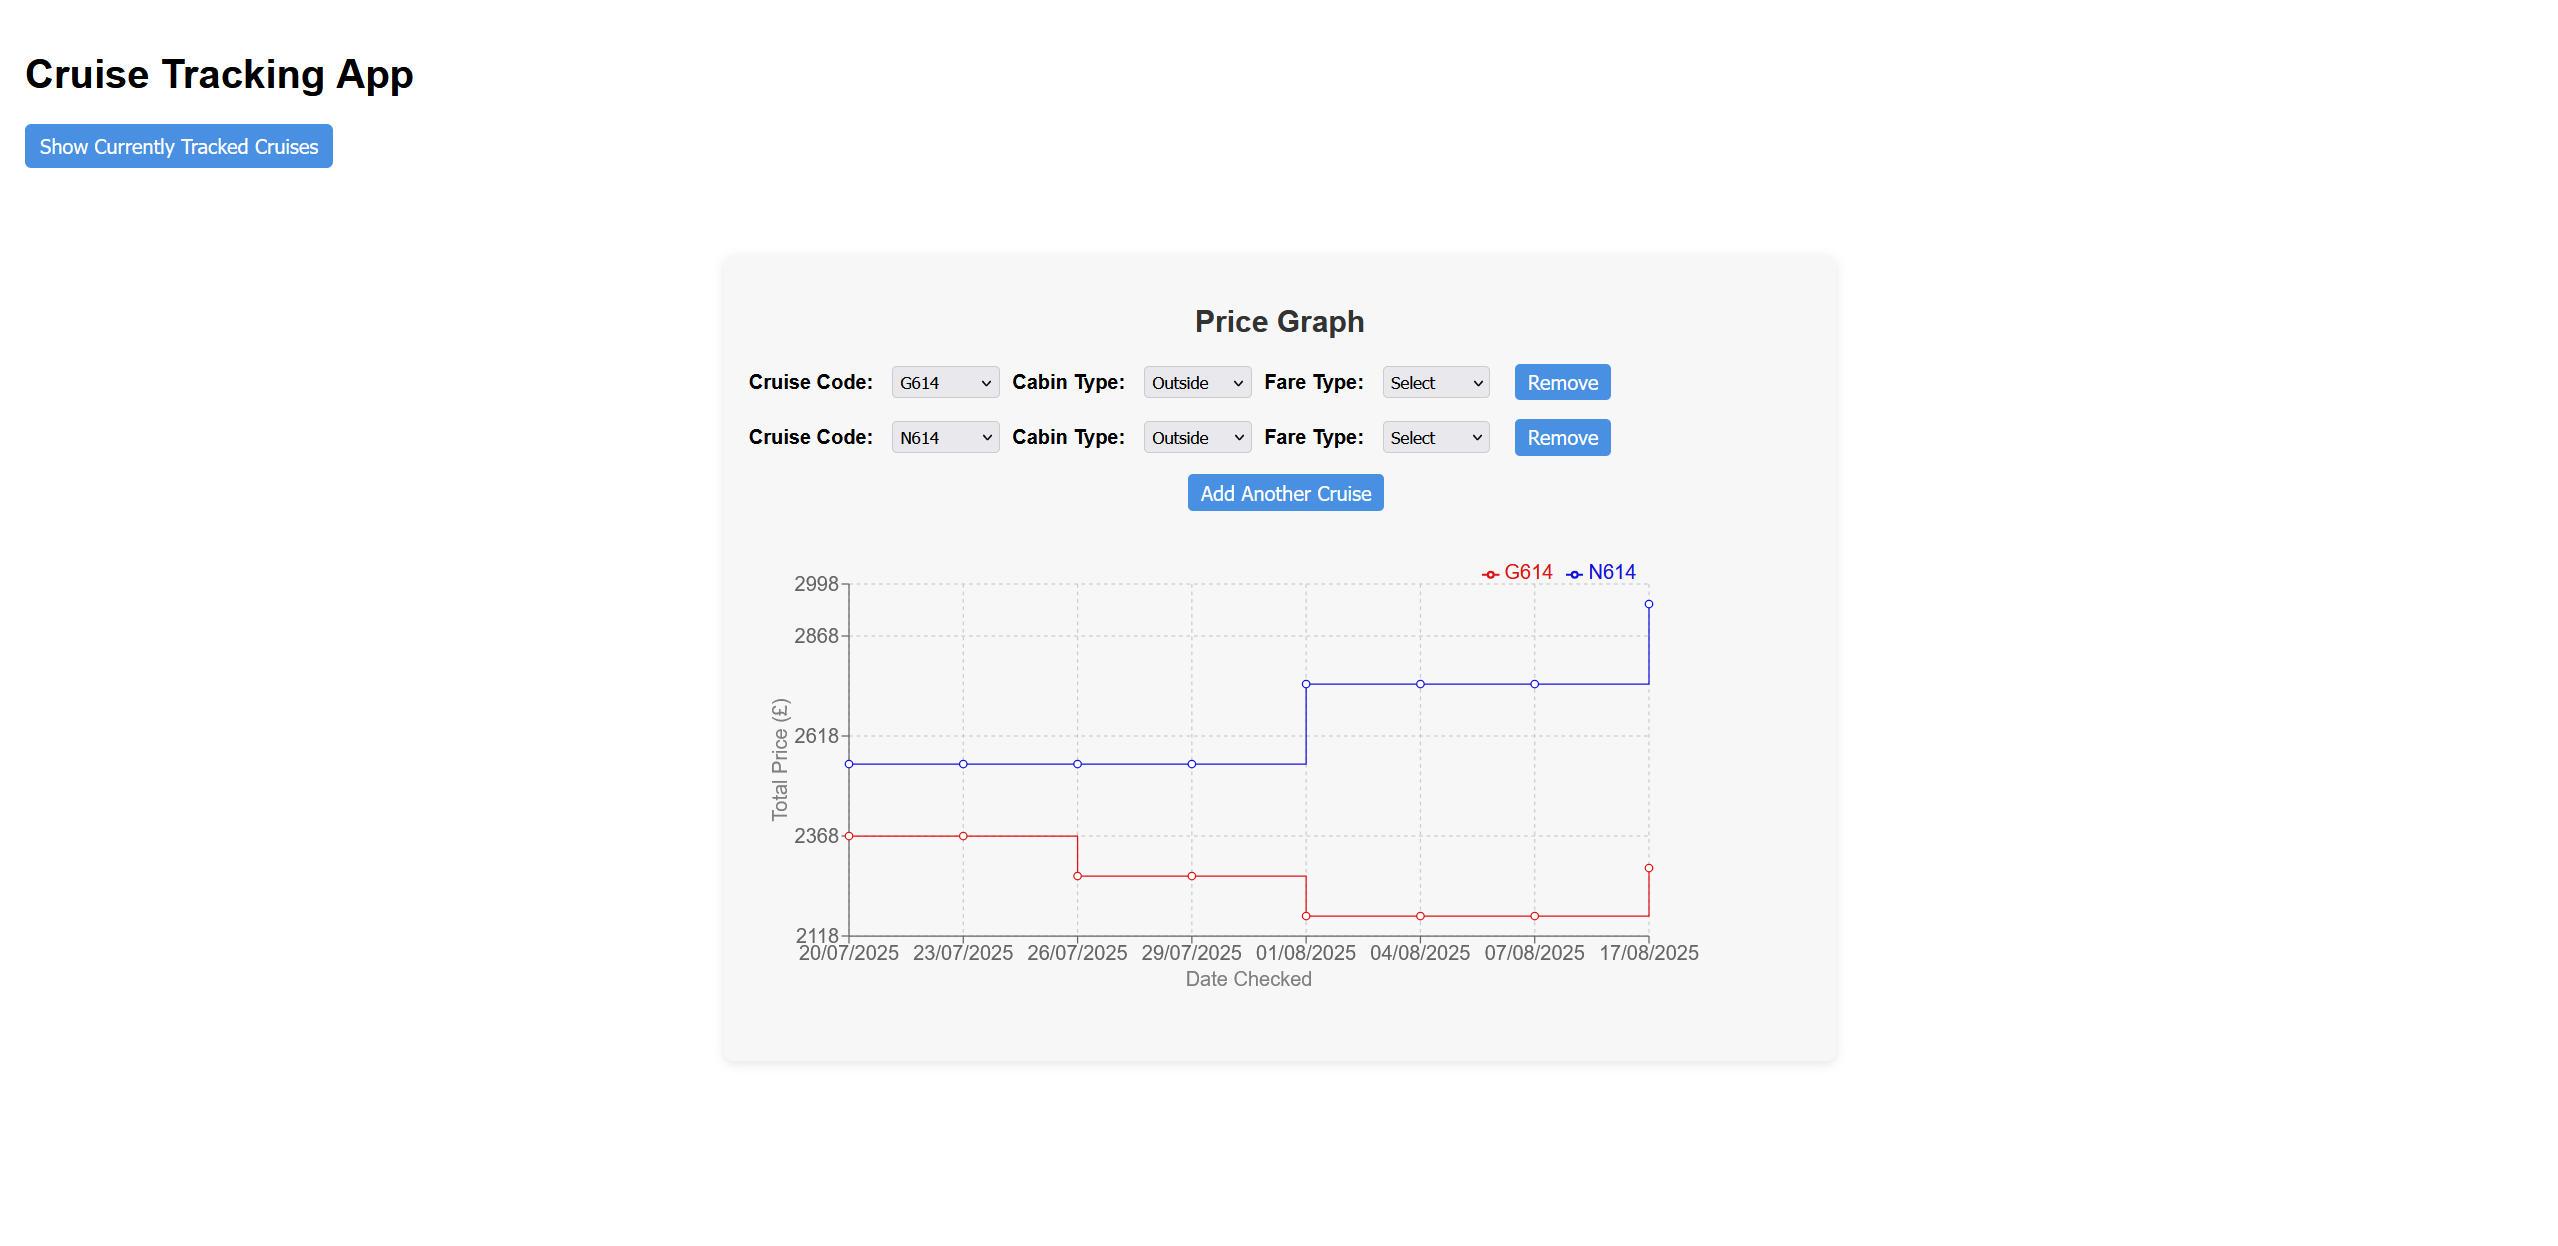 Cruise Tracking App
Show Currently Tracked Cruises
Price Graph
Cruise Code: G614 Cabin Type: Outside Fare Type: Select Remove
Cruise Code: N614 Cabin Type: Outside Fare Type: Select Remove
Add Another Cruise
G614 N614
2998
2868
2618
2368
2118
Total Price (£)
20/07/2025 23/07/2025 26/07/2025 29/07/2025 01/08/2025 04/08/2025 07/08/2025 17/08/2025
Date Checked